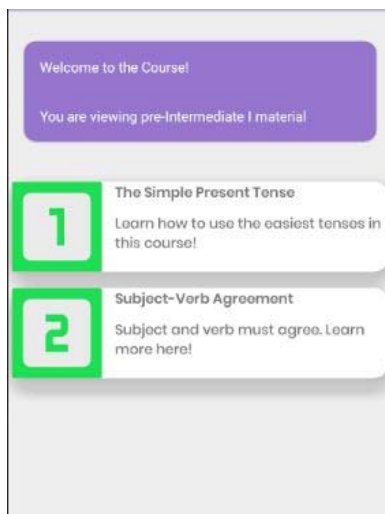 Welcome to the Course!
You are viewing pre-Intermediate I material
1
The Simple Present Tense
Learn how to use the easiest tenses in
this course!
2
Subject-Verb Agreement
Subject and verb must agree. Learn
more here!